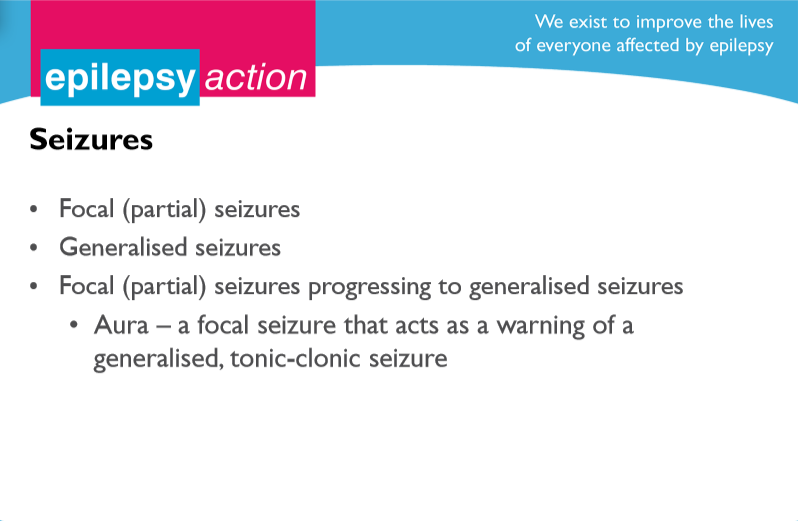 We exist to improve the lives
of everyone affected by epilepsy
epilepsy action
Seizures
• Focal (partial) seizures
• Generalised seizures
• Focal (partial) seizures progressing to generalised seizures
• Aura – a focal seizure that acts as a warning of a
generalised, tonic-clonic seizure